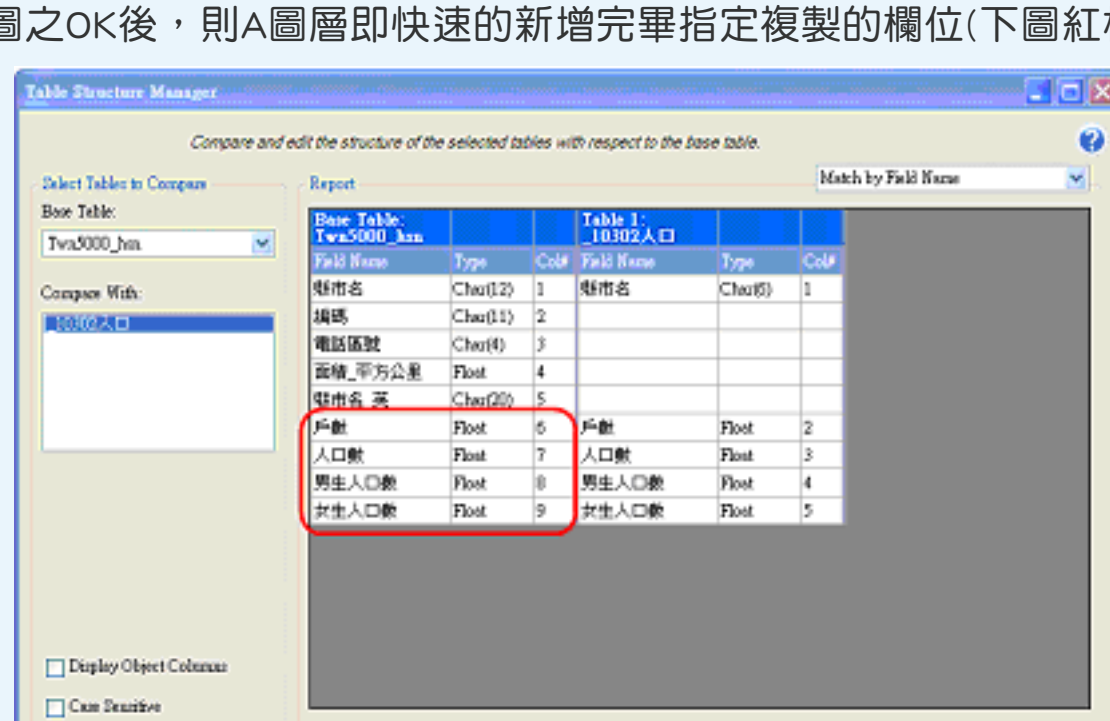 圖之OK後，則A圖層即快速的新增完畢指定複製的欄位(下圖紅
Table Structure Manager
Compare and edit the structure of the selected tables with respect to the base table.
Select Tables to Compare
Report
Match by Field Name
Base Table:
Twn5000_hsn
Compare With:
_10302人口
Base Table: Table 1:
Twn5000_hsn _10302人口
Field Name Type Col# Field Name Type Col#
縣市名 Char(12) 1 縣市名 Char(6) 1
編碼 Char(11) 2
電話區號 Char(4) 3
面積_平方公里 Float 4
縣市名_英 Char(20) 5
戶數 Float 6 戶數 Float 2
人口數 Float 7 人口數 Float 3
男生人口數 Float 8 男生人口數 Float 4
女生人口數 Float 9 女生人口數 Float 5
Display Object Columns
Case Sensitive